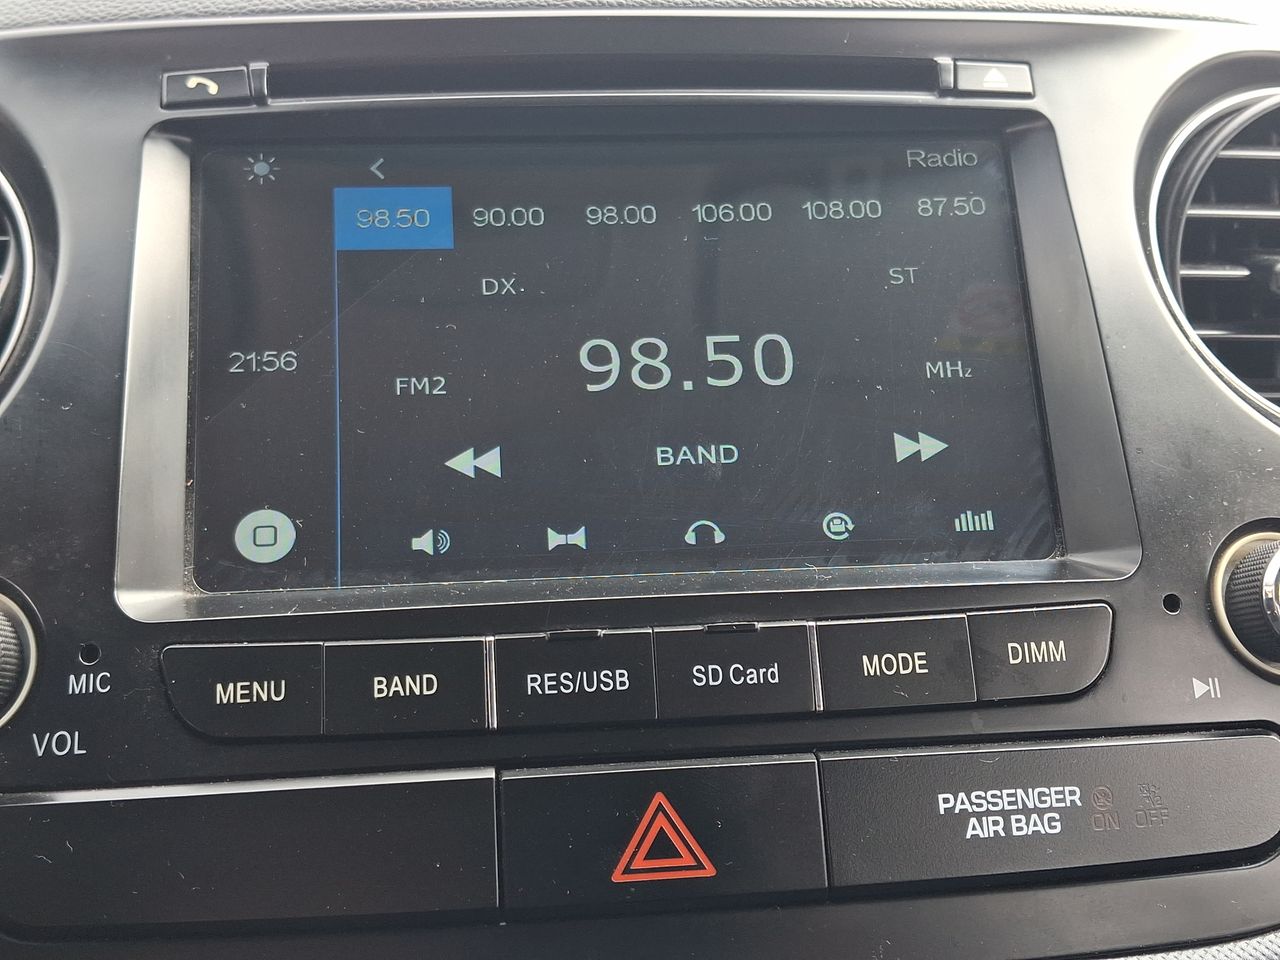 Radio
98.50 90.00 98.00 106.00 108.00 87.50
DX. ST
21:56 FM2 98.50 MHz
BAND
MIC MENU BAND RES/USB SD Card MODE DIMM
VOL
PASSENGER
AIR BAG ON OFF